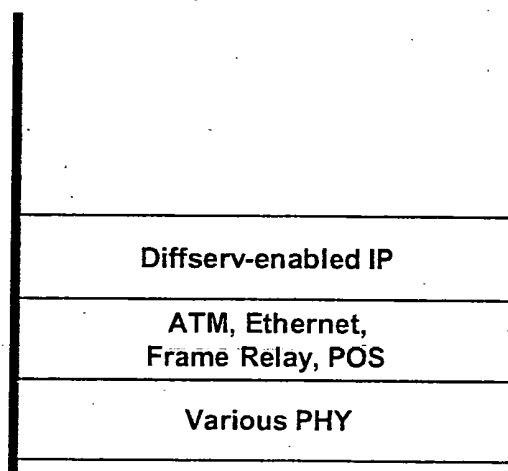 Diffserv-enabled IP
ATM, Ethernet,
Frame Relay, POS
Various PHY